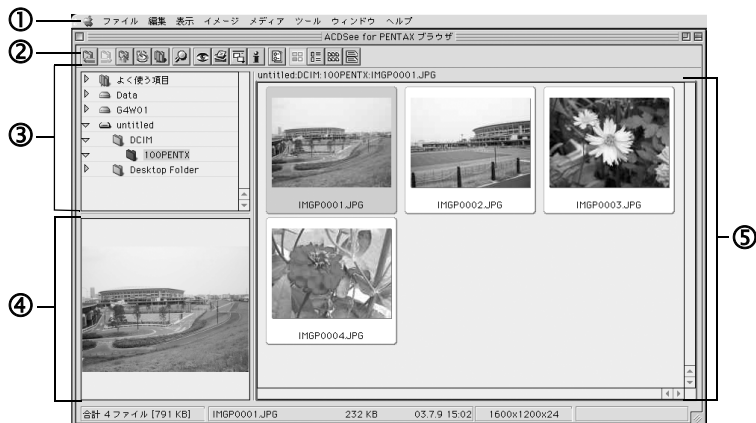 ① ファイル 編集 表示 イメージ メディア ツール ウィンドウ ヘルプ
ACDSee for PENTAX ブラウザ
②
③
よく使う項目
Data
G4W01
untitled
DCIM
100PENTX
Desktop Folder
untitled:DCIM:100PENTX:IMGP0001.JPG
IMGP0001.JPG
IMGP0002.JPG
IMGP0003.JPG
IMGP0004.JPG
④
⑤
合計 4 ファイル [791 KB] IMGP0001.JPG 232 KB 03.7.9 15:02 1600x1200x24